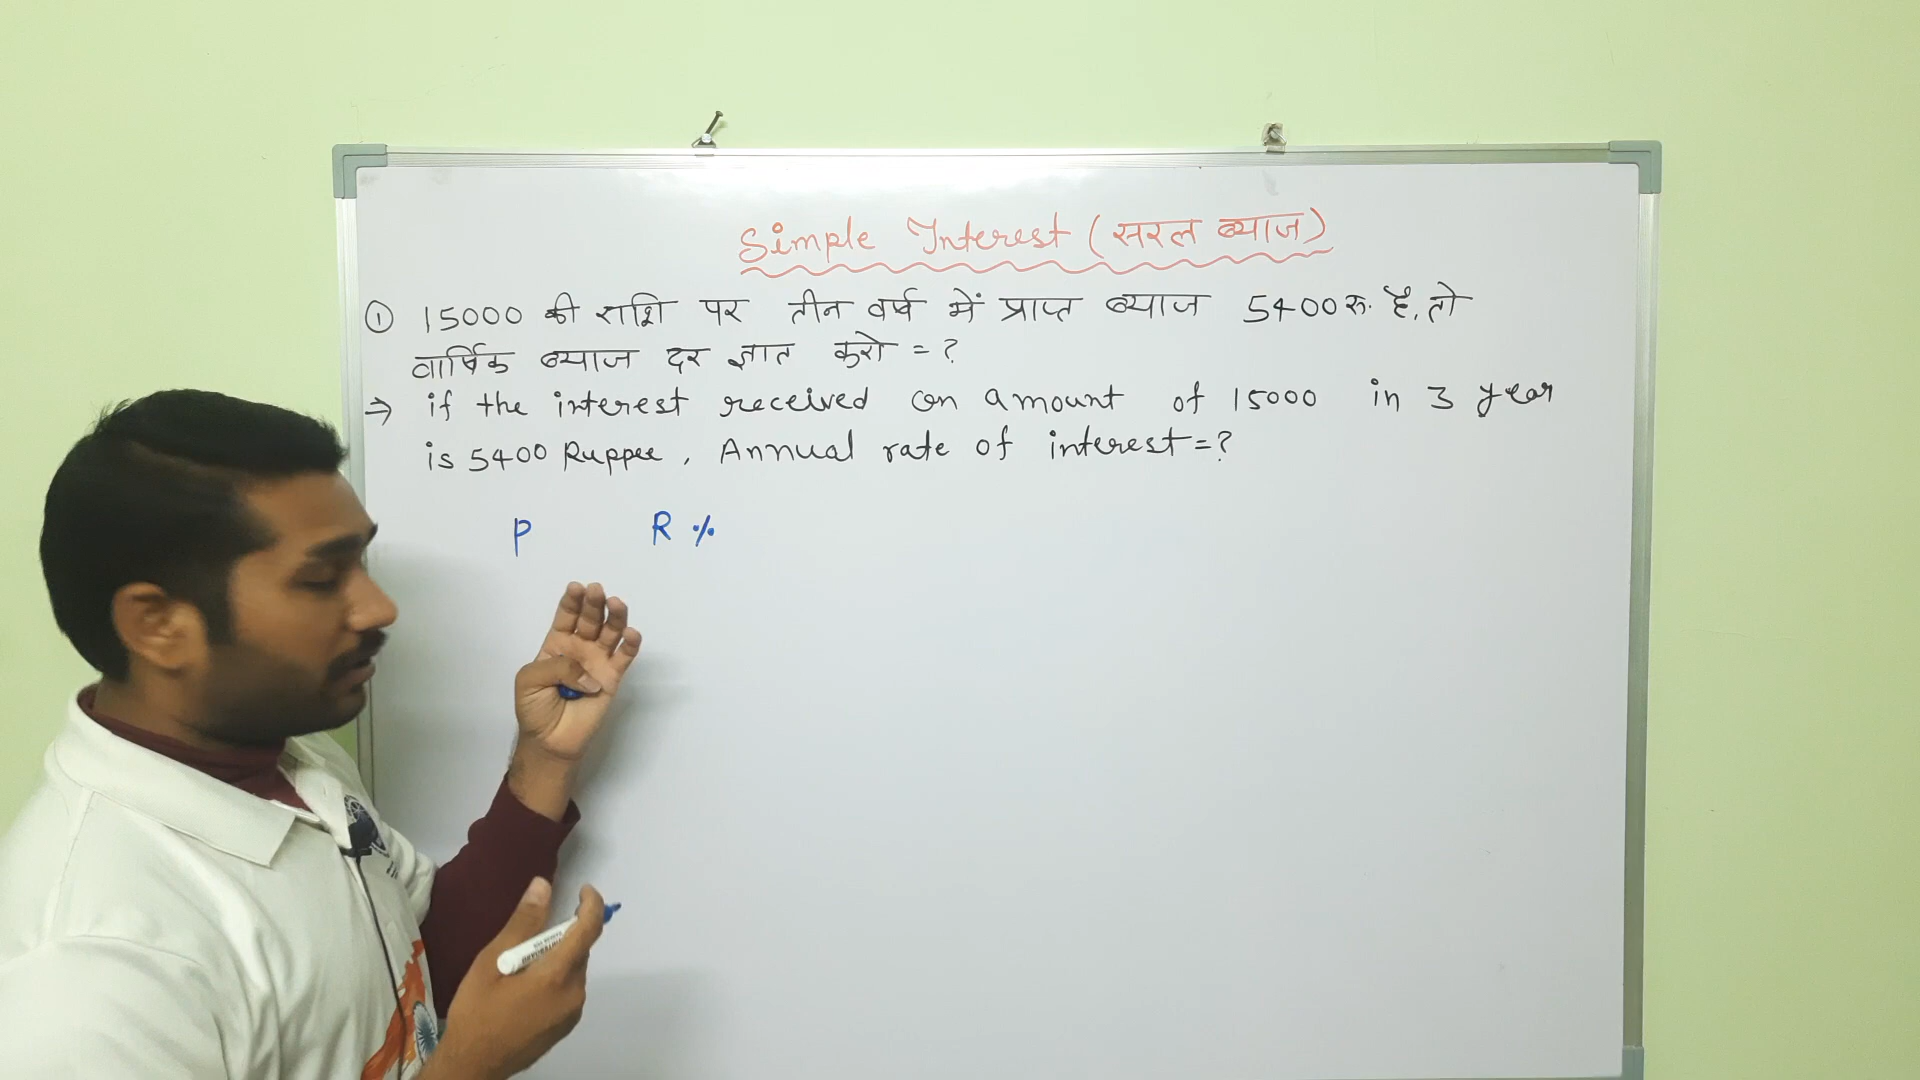 Simple Interest (सरल ब्याज)
① 15000 की राशि पर तीन वर्ष में प्राप्त ब्याज 5400 रू. है, तो
वार्षिक ब्याज दर ज्ञात करो = ?
⇒ if the interest received on amount of 15000 in 3 year
is 5400 Ruppee, Annual rate of interest = ?
P R %